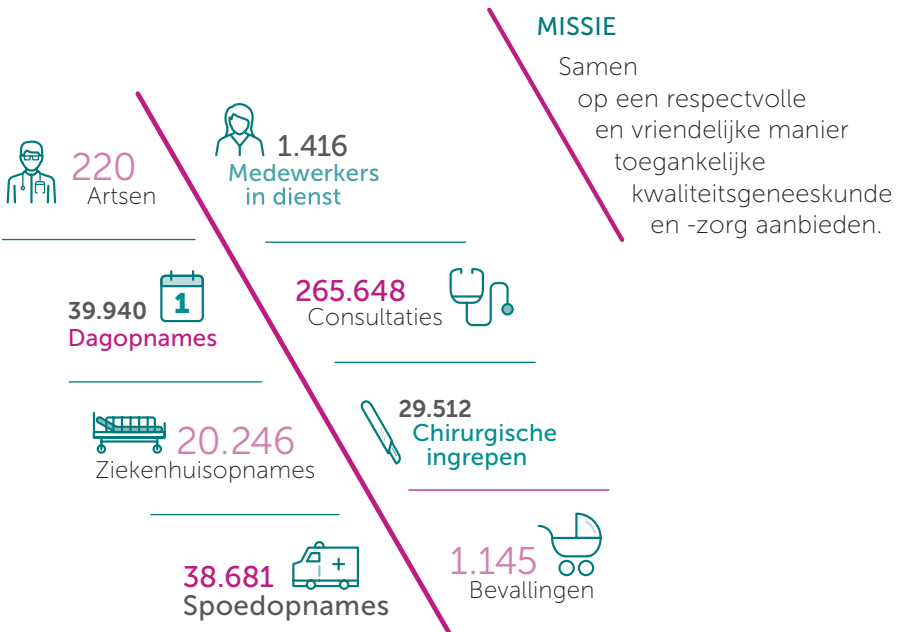 MISSIE
Samen
op een respectvolle
en vriendelijke manier
toegankelijke
kwaliteitsgeneeskunde
en -zorg aanbieden.
220
Artsen
1.416
Medewerkers
in dienst
39.940
1
Dagopnames
265.648
Consultaties
20.246
Ziekenhuisopnames
29.512
Chirurgische
ingrepen
38.681
Spoedopnames
1.145
Bevallingen